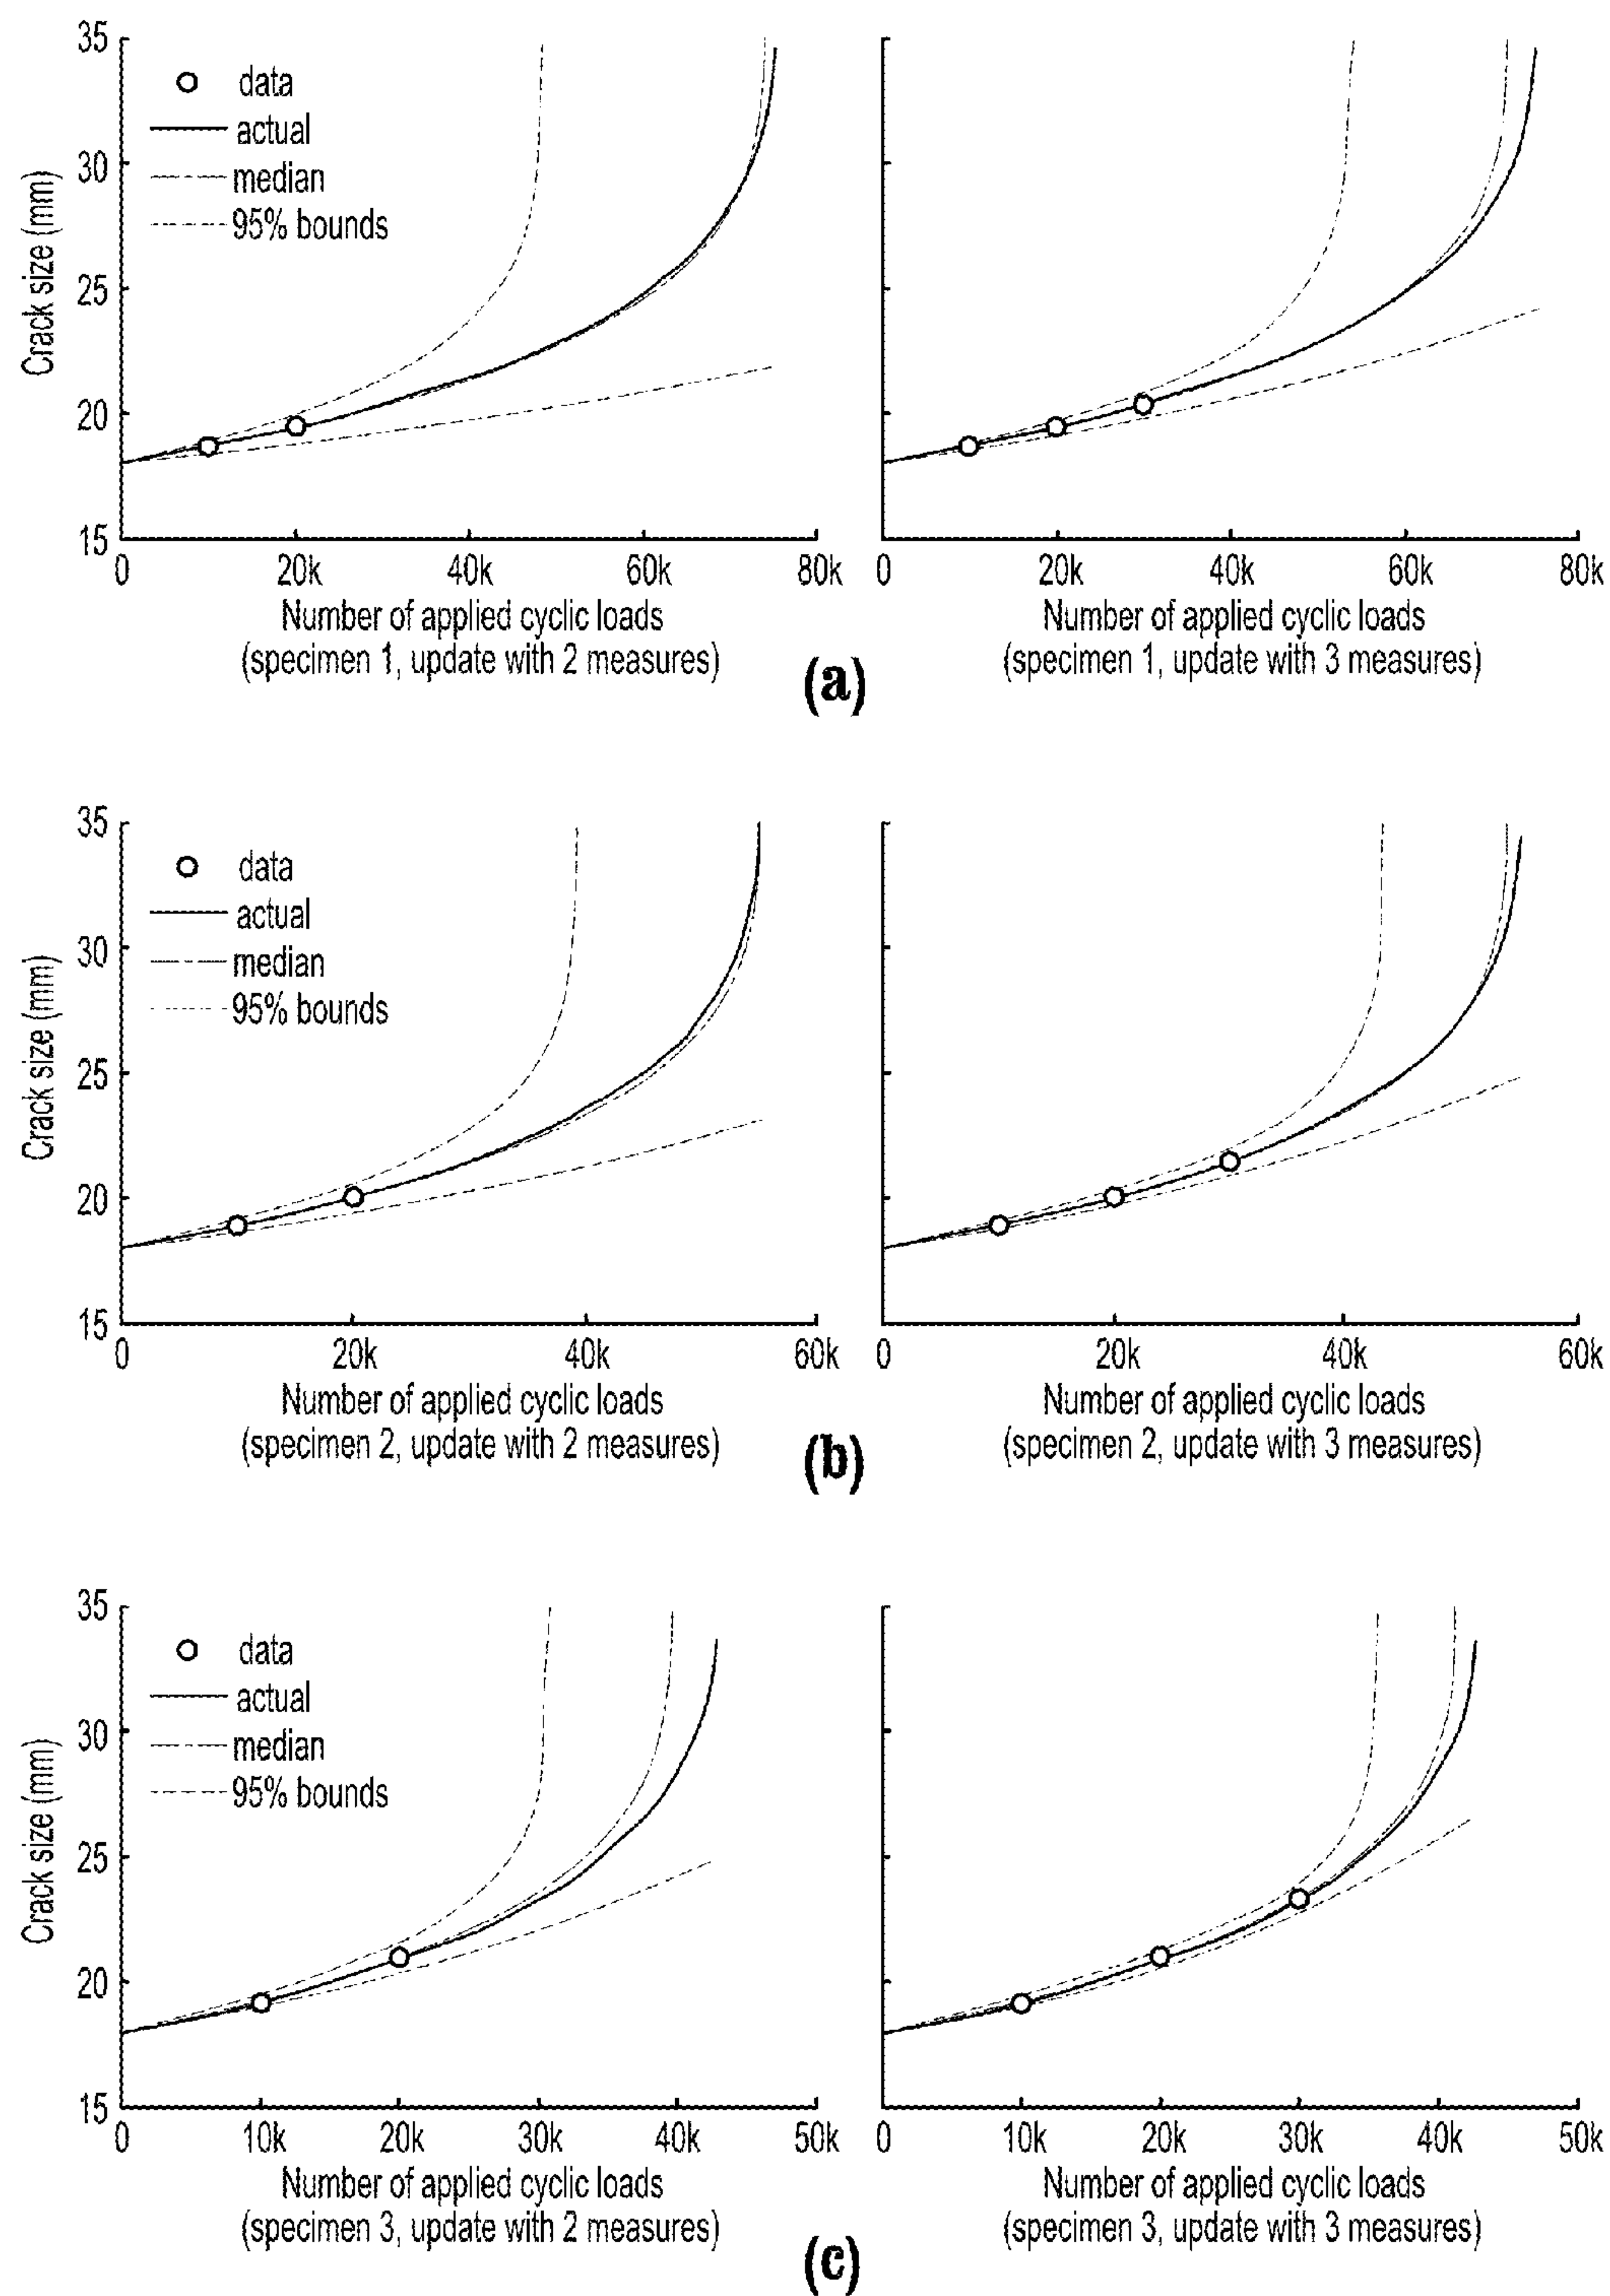 35
30
25
20
15
Crack size (mm)
data
actual
median
95% bounds
0 20k 40k 60k 80k
Number of applied cyclic loads
(specimen 1, update with 2 measures)
0 20k 40k 60k 80k
Number of applied cyclic loads
(specimen 1, update with 3 measures)
(a)
35
30
25
20
15
Crack size (mm)
data
actual
median
95% bounds
0 20k 40k 60k
Number of applied cyclic loads
(specimen 2, update with 2 measures)
0 20k 40k 60k
Number of applied cyclic loads
(specimen 2, update with 3 measures)
(b)
35
30
25
20
15
Crack size (mm)
data
actual
median
95% bounds
0 10k 20k 30k 40k 50k
Number of applied cyclic loads
(specimen 3, update with 2 measures)
0 10k 20k 30k 40k 50k
Number of applied cyclic loads
(specimen 3, update with 3 measures)
(c)